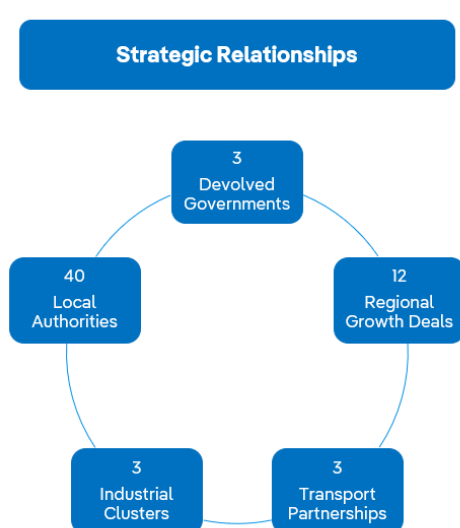 Strategic Relationships
3
Devolved
Governments
40
Local
Authorities
12
Regional
Growth Deals
3
Industrial
Clusters
3
Transport
Partnerships